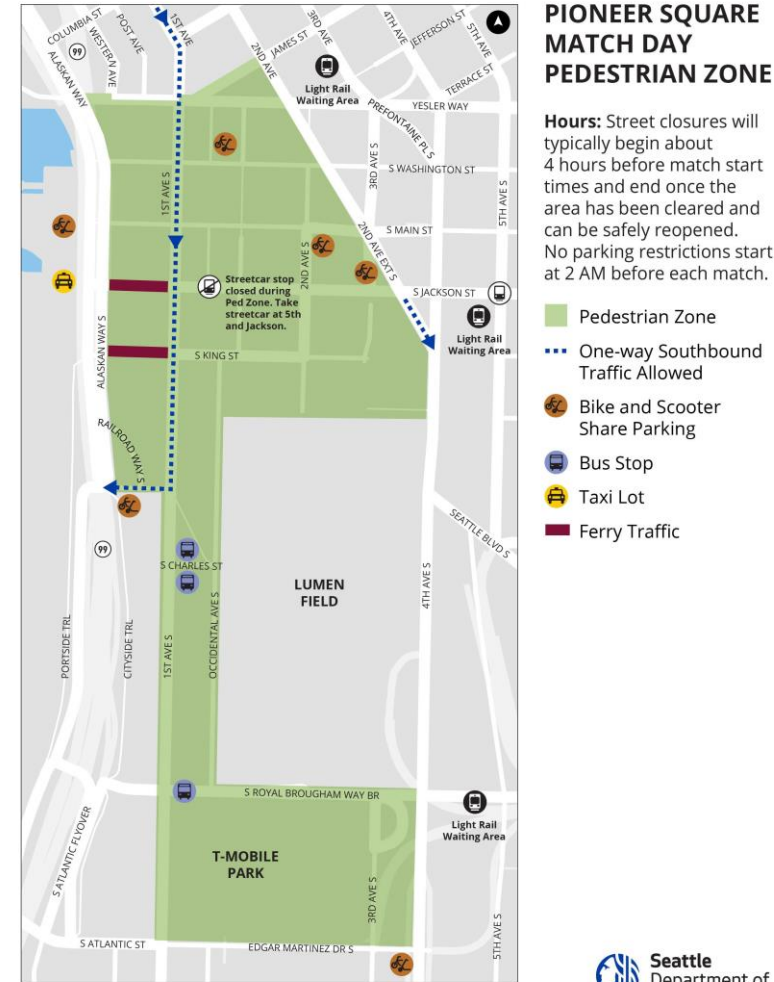 COLUMBIA ST
POST AVE
1ST AVE
WESTERN AVE
99
ALASKAN WAY
2ND AVE
JAMES ST
3RD AVE
4TH AVE
JEFFERSON ST
5TH AVE
TERRACE ST
Light Rail
Waiting Area
YESLER WAY
PREFONTAINE PL S
S WASHINGTON ST
3RD AVE S
1ST AVE S
5TH AVE S
S MAIN ST
2ND AVE S
2ND AVE EXT S
Streetcar stop
closed during
Ped Zone. Take
streetcar at 5th
and Jackson.
S JACKSON ST
Light Rail
Waiting Area
ALASKAN WAY S
S KING ST
RAILROAD WAY S
SEATTLE BLVD S
99
S CHARLES ST
LUMEN
FIELD
4TH AVE S
OCCIDENTAL AVE S
1ST AVE S
PORTSIDE TRL
CITYSIDE TRL
S ROYAL BROUGHAM WAY BR
Light Rail
Waiting Area
S ATLANTIC FLYOVER
T-MOBILE
PARK
3RD AVE S
5TH AVE S
S ATLANTIC ST
EDGAR MARTINEZ DR S
PIONEER SQUARE
MATCH DAY
PEDESTRIAN ZONE
Hours: Street closures will
typically begin about
4 hours before match start
times and end once the
area has been cleared and
can be safely reopened.
No parking restrictions start
at 2 AM before each match.
Pedestrian Zone
One-way Southbound
Traffic Allowed
Bike and Scooter
Share Parking
Bus Stop
Taxi Lot
Ferry Traffic
Seattle
Department of